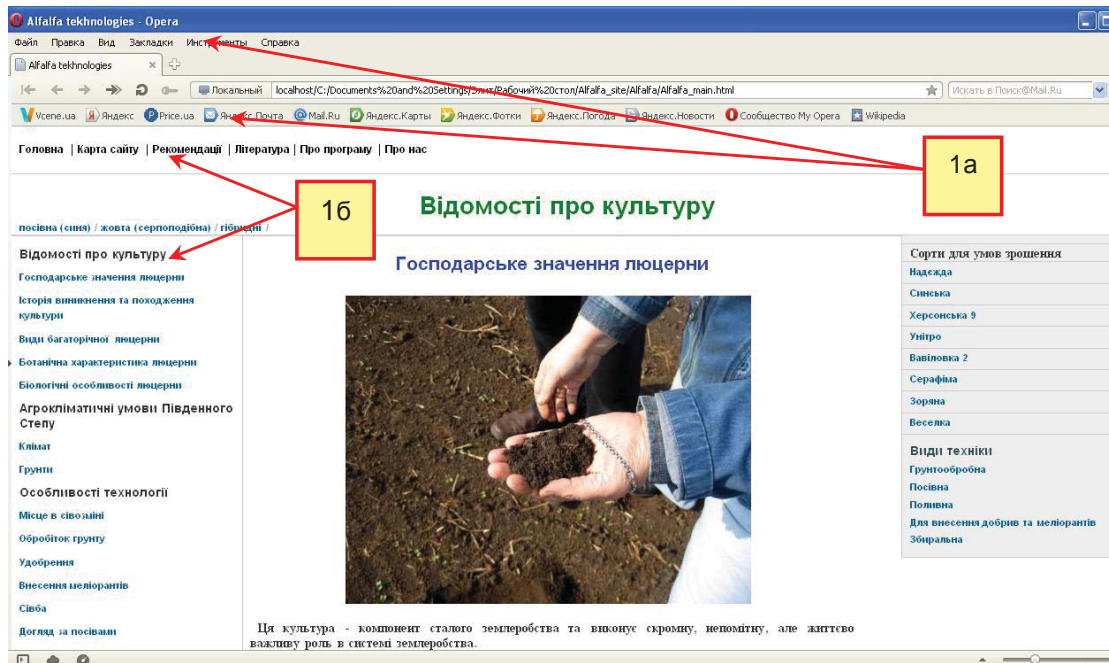 Alfalfa tekhnologies - Opera
Файл Правка Вид Закладки Инструменты Справка
Alfalfa tekhnologies
Локальный localhost/C:/Documents%20and%20Settings/Элит/Рабочий%20стол/Alfalfa_site/Alfalfa/Alfalfa_main.html Искать в Поиск@Mail.Ru
Vcene.ua Яндекс Price.ua Яндекс.Почта Mail.Ru Яндекс.Карты Яндекс.Фотки Яндекс.Погода Яндекс.Новости Сообщество My Opera Wikipedia
Головна | Карта сайту | Рекомендації | Література | Про програму | Про нас
1а
1б
Відомості про культуру
посівна (синя) / жовта (серпоподібна) / гібридні /
Відомості про культуру
Господарське значення люцерни
Історія виникнення та походження
культури
Види багаторічної люцерни
Ботанічна характеристика люцерни
Біологічні особливості люцерни
Агрокліматичні умови Південного
Степу
Клімат
Грунти
Особливості технології
Місце в сівозміні
Обробіток грунту
Удобрення
Внесення меліорантів
Сівба
Догляд за посівами
Господарське значення люцерни
Ця культура - компонент сталого землеробства та виконує скромну, непомітну, але життєво
важливу роль в системі землеробства.
Сорти для умов зрошення
Надежда
Синська
Херсонська 9
Унітро
Вавіловка 2
Серафіма
Зоряна
Веселка
Види техніки
Грунтообробна
Посівна
Поливна
Для внесення добрив та меліорантів
Збиральна